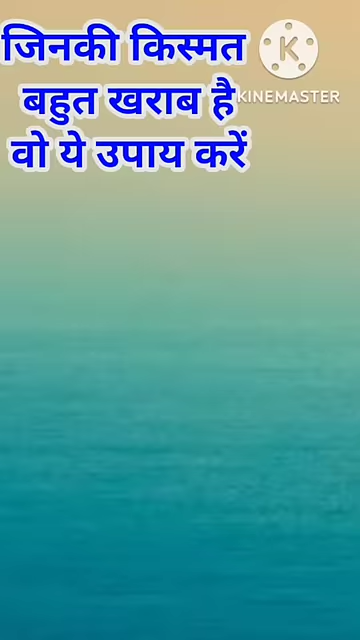 जिनकी किस्मत
बहुत खराब है
वो ये उपाय करें
K
KINEMASTER